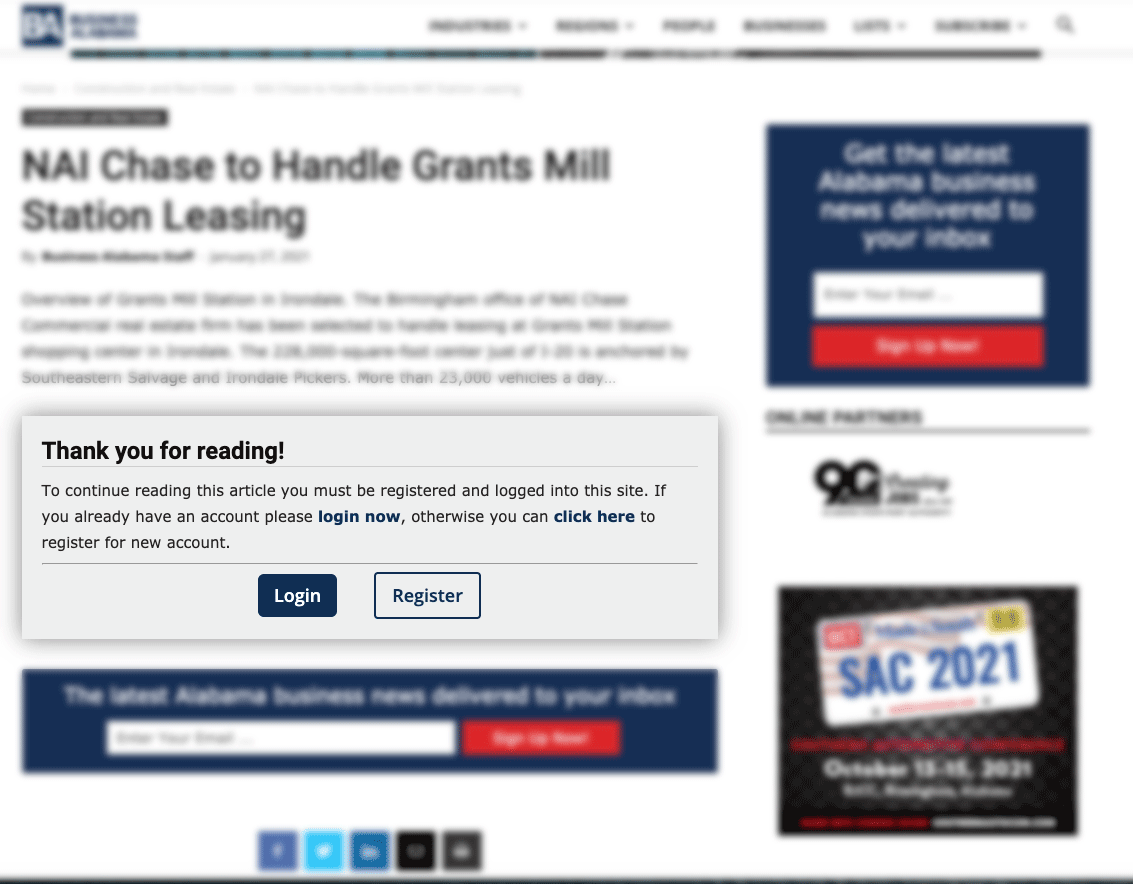 BA BUSINESS
ALABAMA
INDUSTRIES REGIONS PEOPLE BUSINESSES LISTS SUBSCRIBE
Home Construction and Real Estate NAI Chase to Handle Grants Mill Station Leasing
Construction and Real Estate
NAI Chase to Handle Grants Mill
Station Leasing
By Business Alabama Staff - January 27, 2021
Overview of Grants Mill Station in Irondale. The Birmingham office of NAI Chase
Commercial real estate firm has been selected to handle leasing at Grants Mill Station
shopping center in Irondale. The 228,000-square-foot center just of I-20 is anchored by
Southeastern Salvage and Irondale Pickers. More than 23,000 vehicles a day...
Thank you for reading!
To continue reading this article you must be registered and logged into this site. If
you already have an account please login now, otherwise you can click here to
register for new account.
Login Register
The latest Alabama business news delivered to your inbox
Enter Your Email ... Sign Up Now!
Get the latest
Alabama business
news delivered to
your inbox
Enter Your Email ...
Sign Up Now!
ONLINE PARTNERS
Creating
JOBS
OCT
SAC 2021
October 13-15, 2021